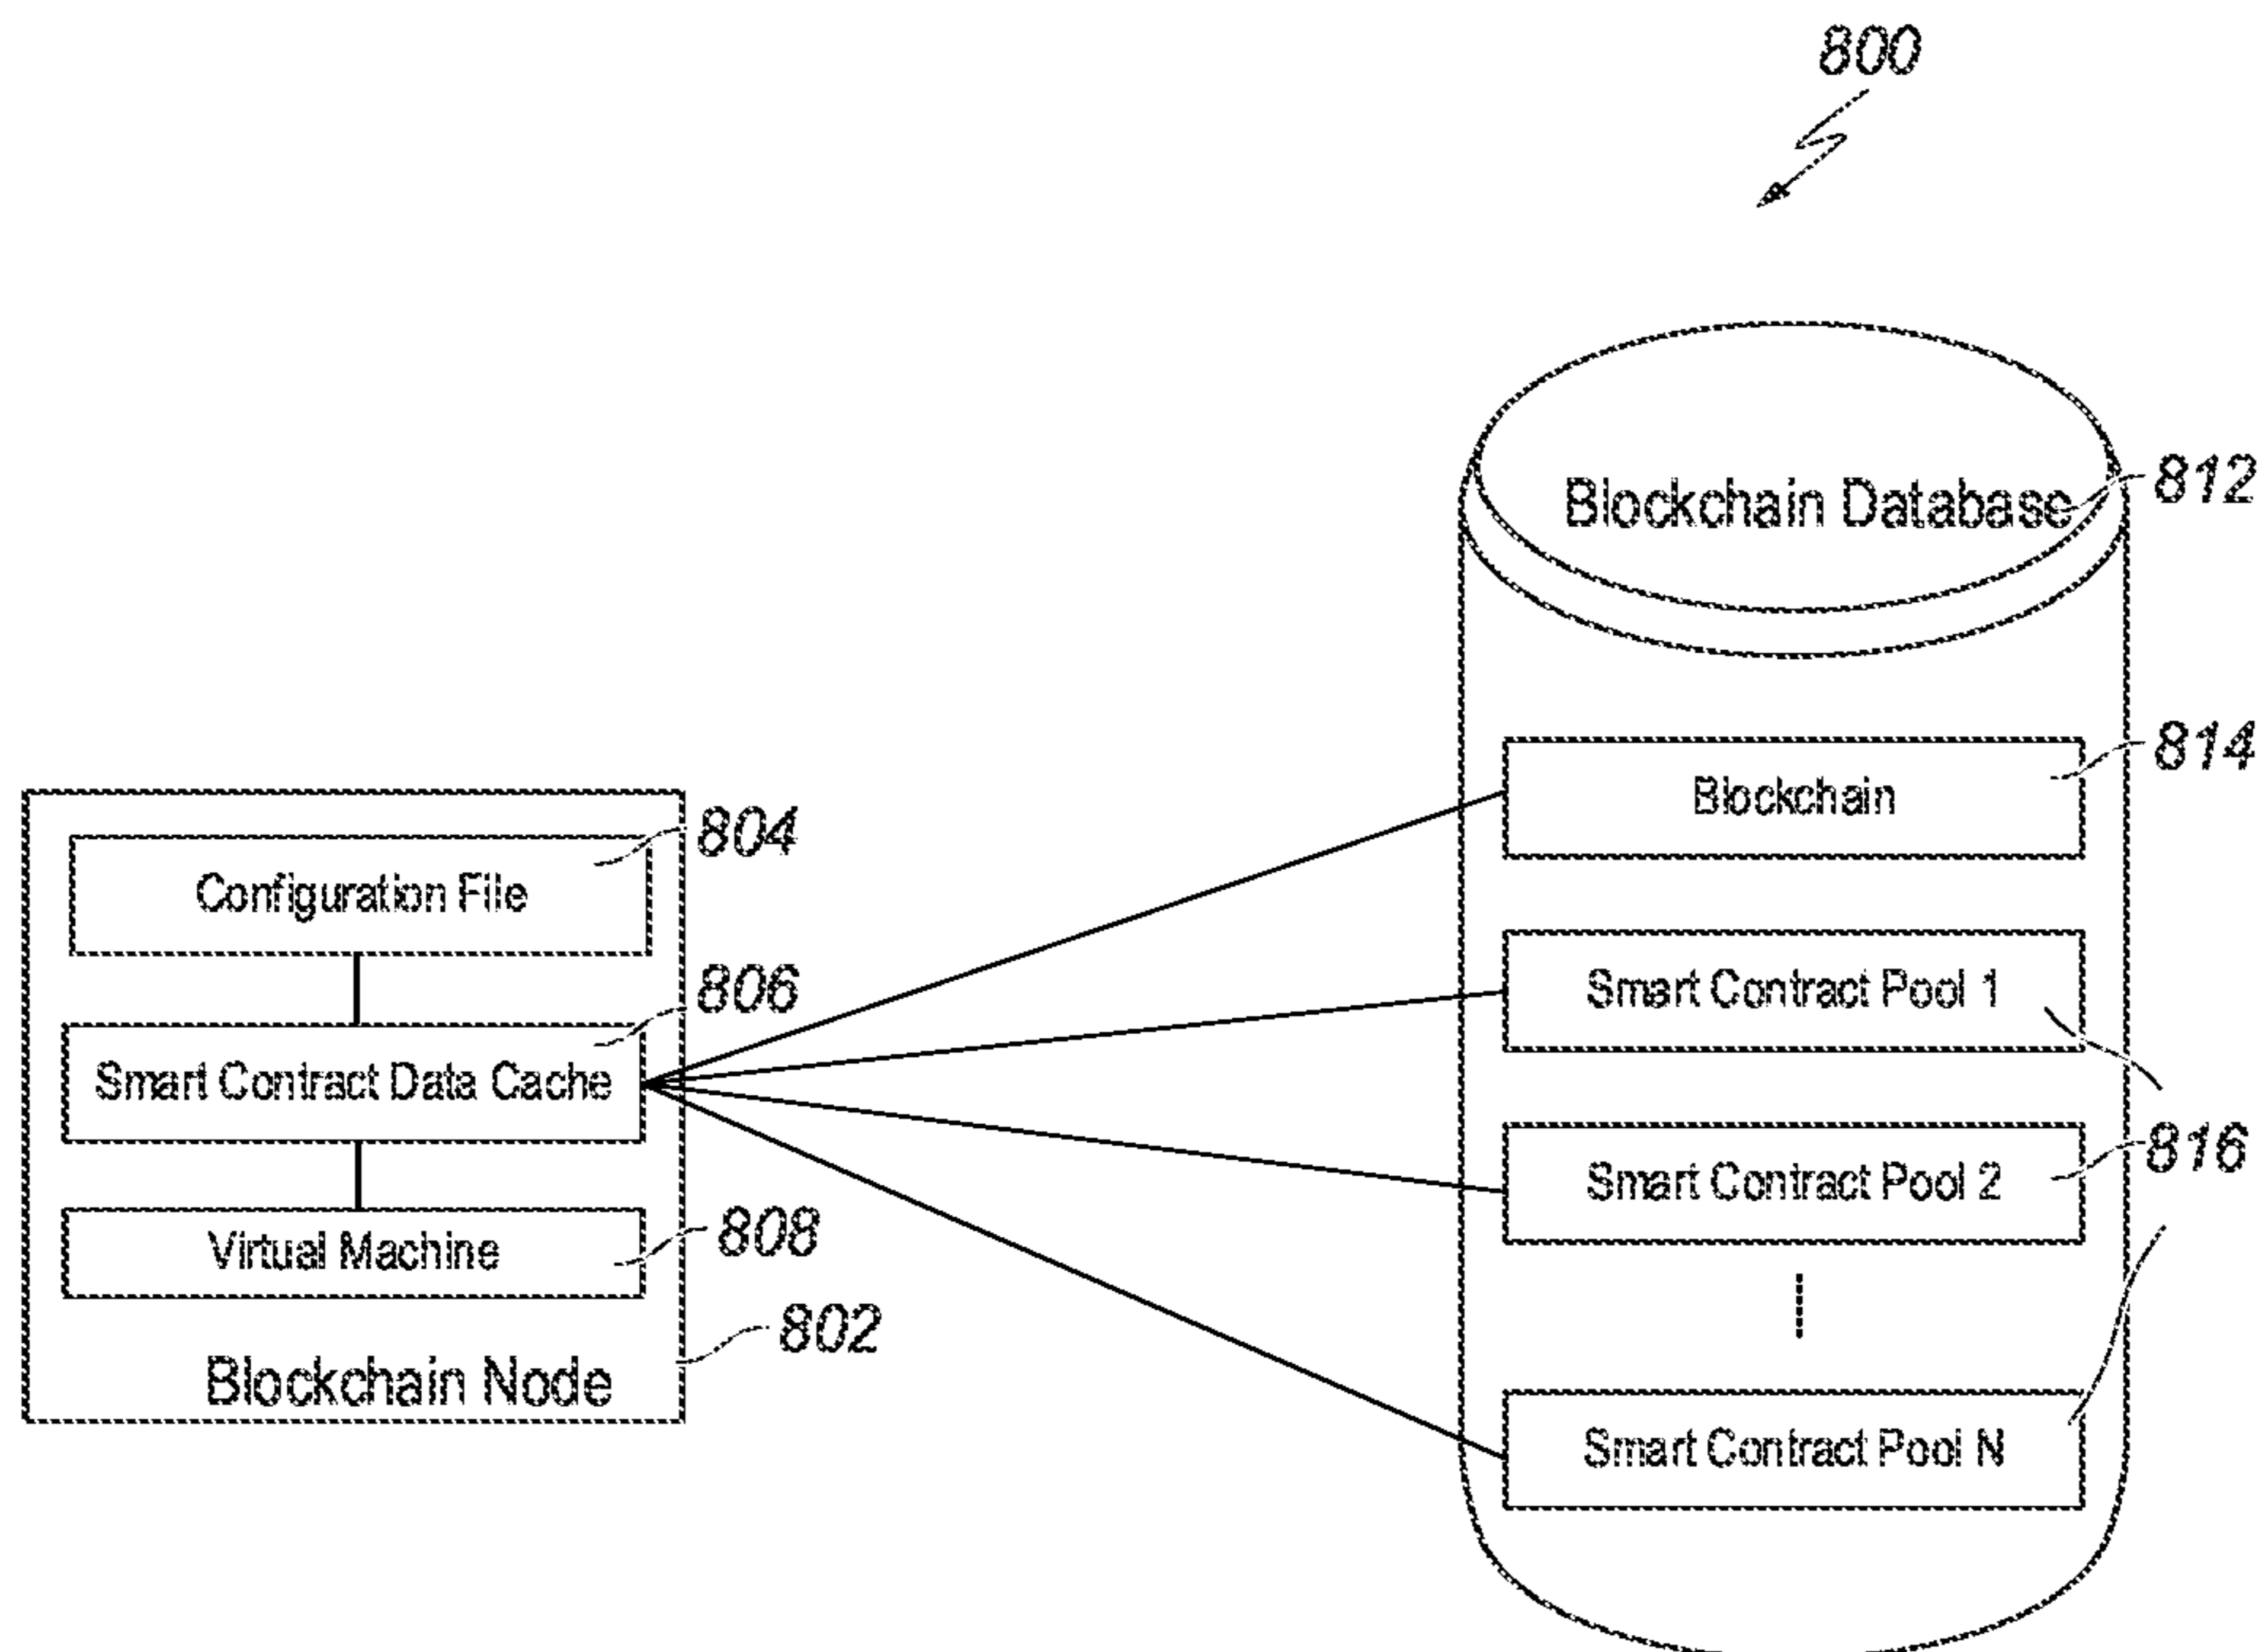 800
Blockchain Database
812
Blockchain
814
Configuration File
804
Smart Contract Pool 1
Smart Contract Data Cache
806
Smart Contract Pool 2
816
Virtual Machine
808
Blockchain Node
802
Smart Contract Pool N